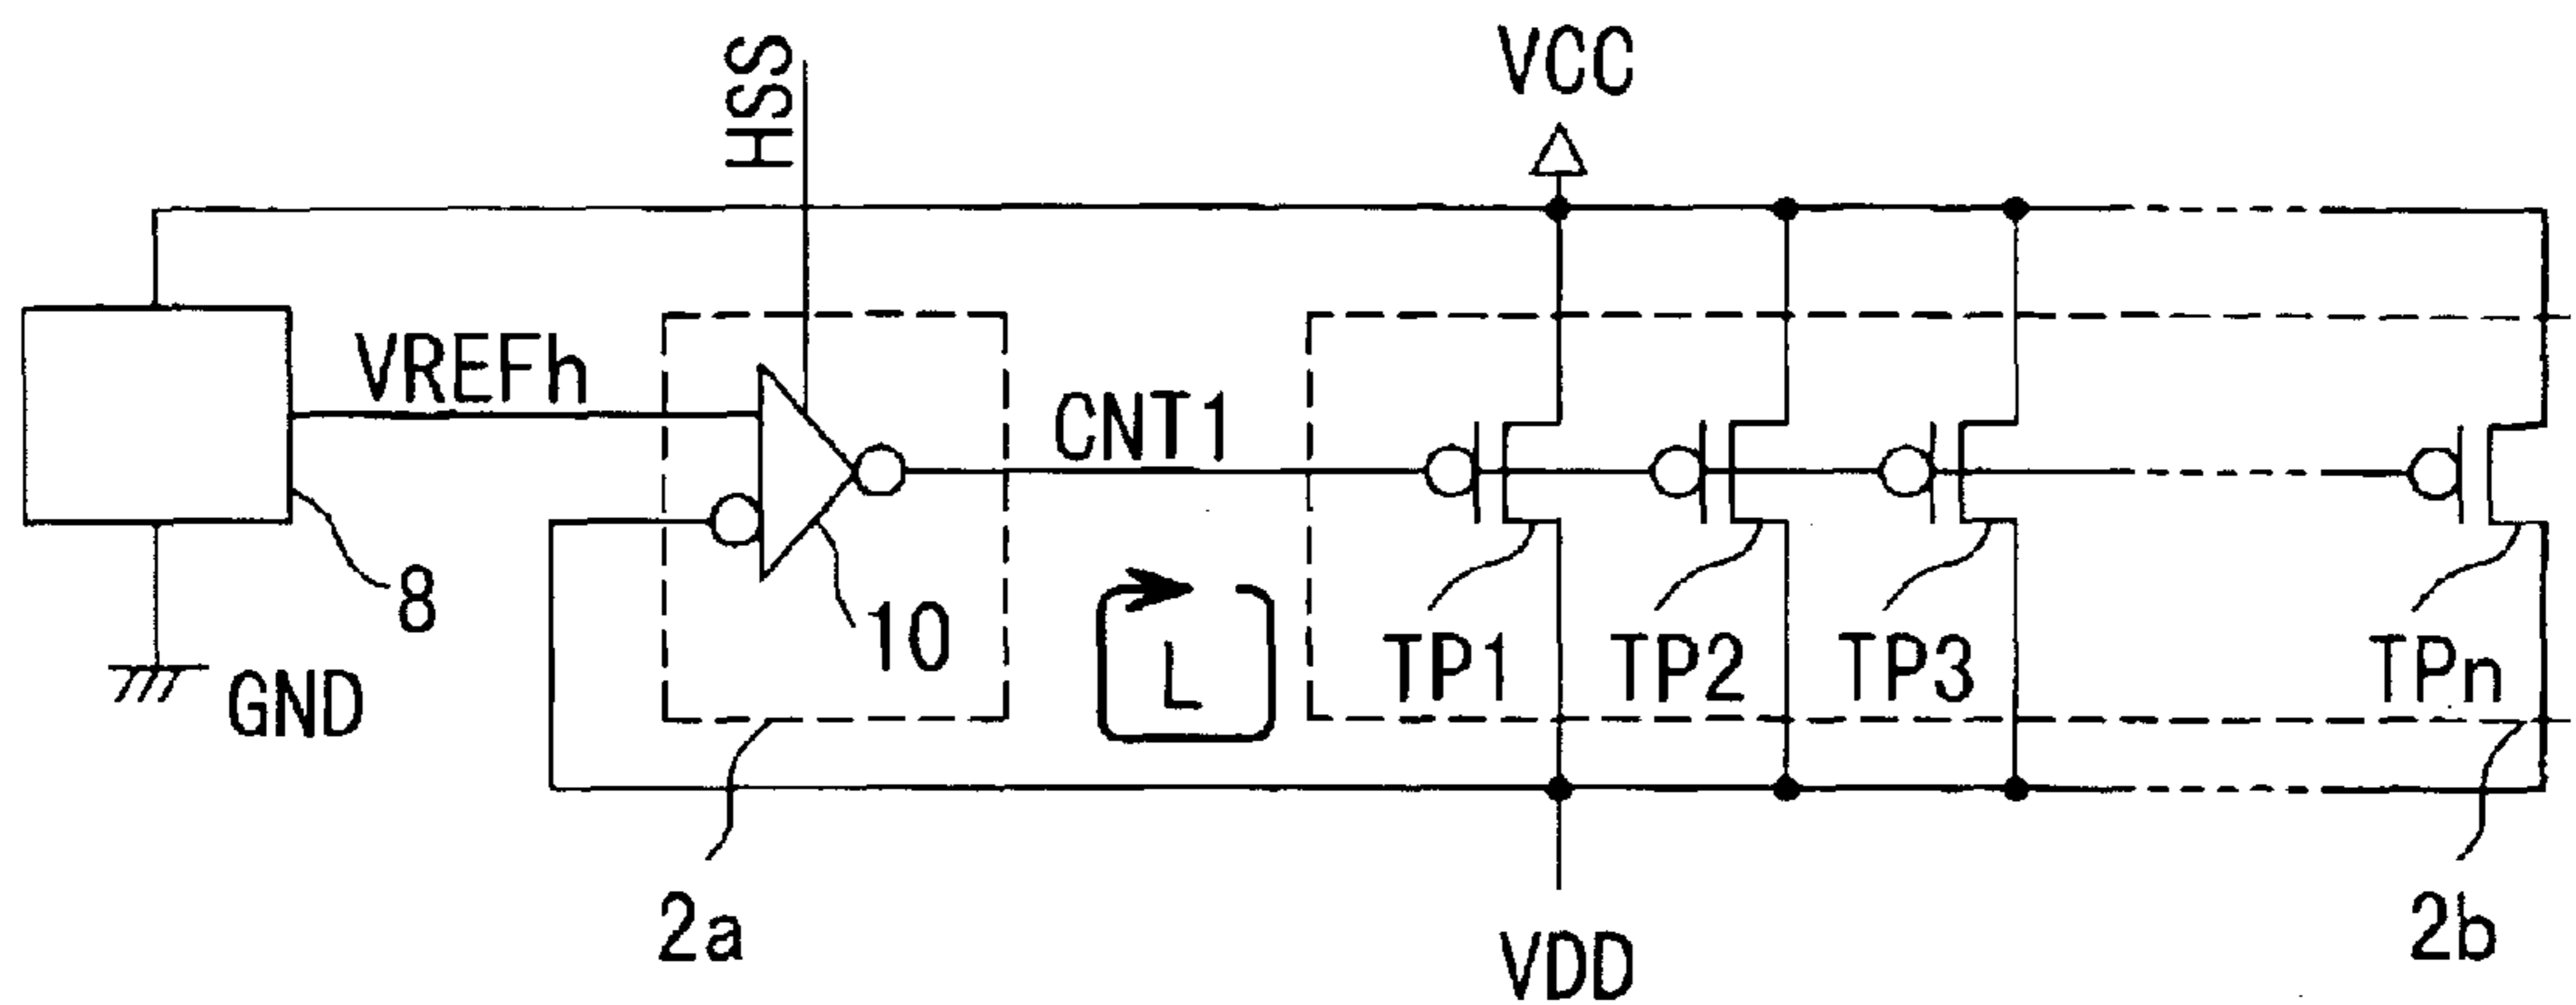 HSS
VCC
VREFh
CNT1
8
10
L
TP1
TP2
TP3
TPn
GND
2a
2b
VDD